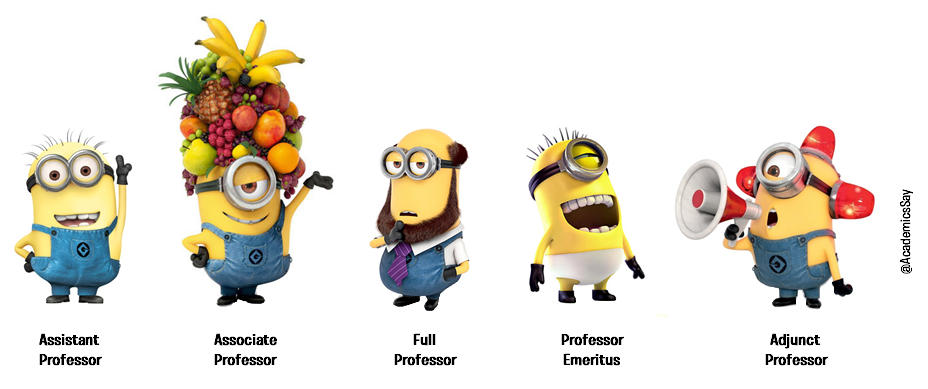 Assistant
Professor
Associate
Professor
Full
Professor
Professor
Emeritus
Adjunct
Professor
@AcademicsSay